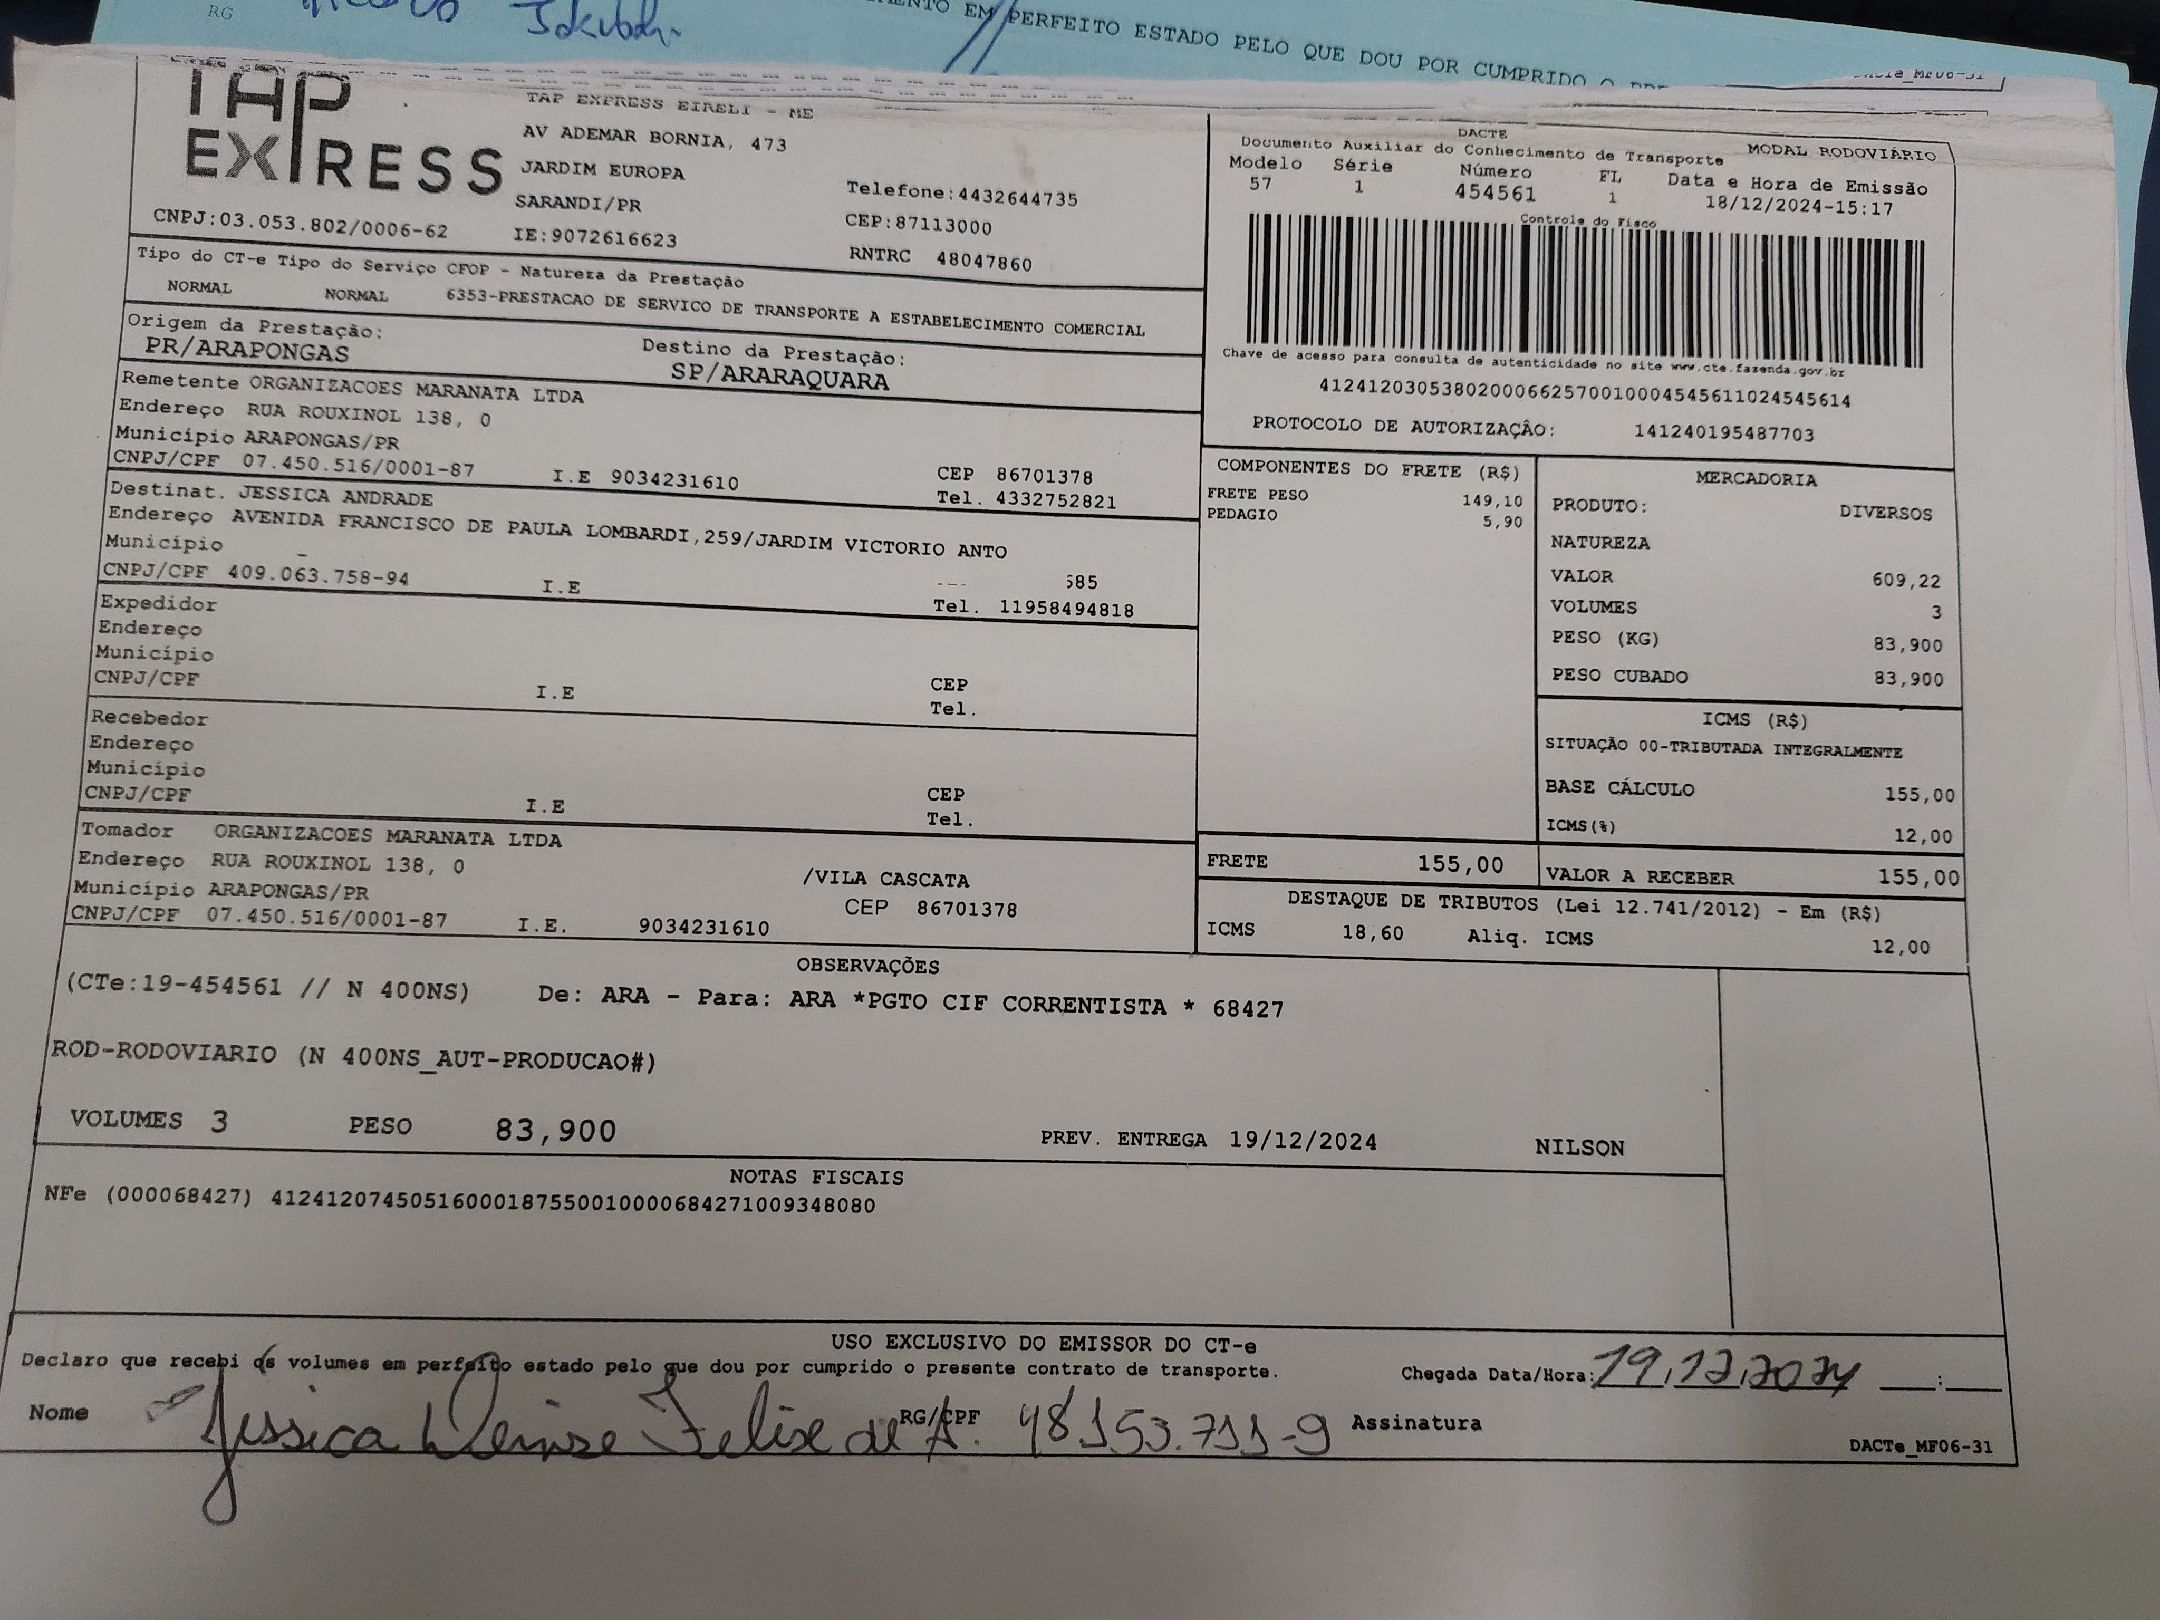 RG
EM PERFEITO ESTADO PELO QUE DOU POR CUMPRIDO O
TAP
EXPRESS
TAP EXPRESS EIRELI - ME
AV ADEMAR BORNIA, 473
JARDIM EUROPA
SARANDI/PR
CNPJ:03.053.802/0006-62
IE:9072616623
Telefone:4432644735
CEP:87113000
RNTRC 48047860
DACTE
Documento Auxiliar do Conhecimento de Transporte
MODAL RODOVIÁRIO
Modelo Série Número FL Data e Hora de Emissão
57 1 454561 1 18/12/2024-15:17
Controle do Fisco
Chave de acesso para consulta de autenticidade no site www.cte.fazenda.gov.br
41241203053802000662570010004545611024545614
PROTOCOLO DE AUTORIZAÇÃO: 141240195487703
Tipo do CT-e Tipo do Serviço CFOP - Natureza da Prestação
NORMAL NORMAL 6353-PRESTACAO DE SERVICO DE TRANSPORTE A ESTABELECIMENTO COMERCIAL
Origem da Prestação: Destino da Prestação:
PR/ARAPONGAS SP/ARARAQUARA
Remetente ORGANIZACOES MARANATA LTDA
Endereço RUA ROUXINOL 138, 0
Município ARAPONGAS/PR CEP 86701378
CNPJ/CPF 07.450.516/0001-87 I.E 9034231610 Tel. 4332752821
Destinat. JESSICA ANDRADE
Endereço AVENIDA FRANCISCO DE PAULA LOMBARDI,259/JARDIM VICTORIO ANTO
Município 585
CNPJ/CPF 409.063.758-94 I.E Tel. 11958494818
Expedidor
Endereço
Município CEP
CNPJ/CPF I.E Tel.
Recebedor
Endereço
Município CEP
CNPJ/CPF I.E Tel.
Tomador ORGANIZACOES MARANATA LTDA
Endereço RUA ROUXINOL 138, 0 /VILA CASCATA
Município ARAPONGAS/PR CEP 86701378
CNPJ/CPF 07.450.516/0001-87 I.E. 9034231610
COMPONENTES DO FRETE (R$)
FRETE PESO 149,10
PEDAGIO 5,90
MERCADORIA
PRODUTO: DIVERSOS
NATUREZA
VALOR 609,22
VOLUMES 3
PESO (KG) 83,900
PESO CUBADO 83,900
ICMS (R$)
SITUAÇÃO 00-TRIBUTADA INTEGRALMENTE
BASE CÁLCULO 155,00
ICMS(%) 12,00
FRETE 155,00 VALOR A RECEBER 155,00
DESTAQUE DE TRIBUTOS (Lei 12.741/2012) - Em (R$)
ICMS 18,60 Aliq. ICMS 12,00
OBSERVAÇÕES
(CTe:19-454561 // N 400NS) De: ARA - Para: ARA *PGTO CIF CORRENTISTA * 68427
ROD-RODOVIARIO (N 400NS_AUT-PRODUCAO#)
VOLUMES 3 PESO 83,900 PREV. ENTREGA 19/12/2024 NILSON
NOTAS FISCAIS
NFe (000068427) 41241207450516000187550010000684271009348080
USO EXCLUSIVO DO EMISSOR DO CT-e
Declaro que recebi os volumes em perfeito estado pelo que dou por cumprido o presente contrato de transporte. Chegada Data/Hora: 19.12.2024 ___:___
Nome Jessica Denise Felix de A. RG/CPF 48153.711-9 Assinatura
DACTe_MF06-31